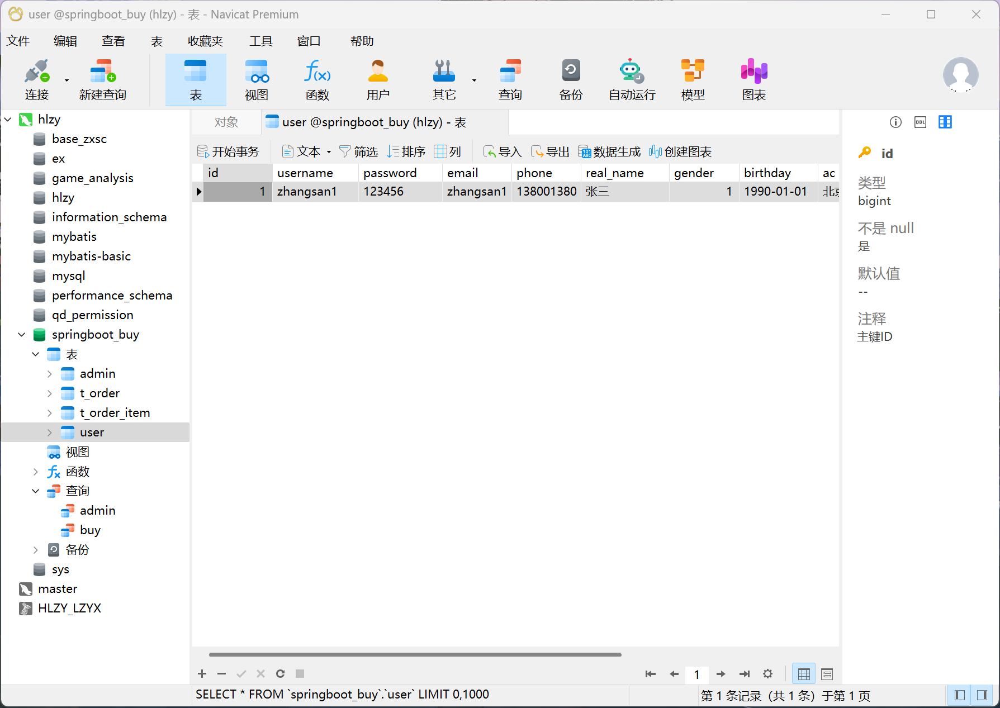 user @springboot_buy (hlzy) - 表 - Navicat Premium
文件 编辑 查看 表 收藏夹 工具 窗口 帮助
连接 新建查询 表 视图 函数 用户 其它 查询 备份 自动运行 模型 图表
hlzy
base_zxsc
ex
game_analysis
hlzy
information_schema
mybatis
mybatis-basic
mysql
performance_schema
qd_permission
springboot_buy
表
admin
t_order
t_order_item
user
视图
函数
查询
admin
buy
备份
sys
master
HLZY_LZYX
对象 user @springboot_buy (hlzy) - 表
开始事务 文本 筛选 排序 列 导入 导出 数据生成 创建图表
id username password email phone real_name gender birthday ac
1 zhangsan1 123456 zhangsan1 138001380 张三 1 1990-01-01 北京
DDL
id
类型
bigint
不是 null
是
默认值
--
注释
主键ID
1
SELECT * FROM `springboot_buy`.`user` LIMIT 0,1000
第 1 条记录（共 1 条）于第 1 页